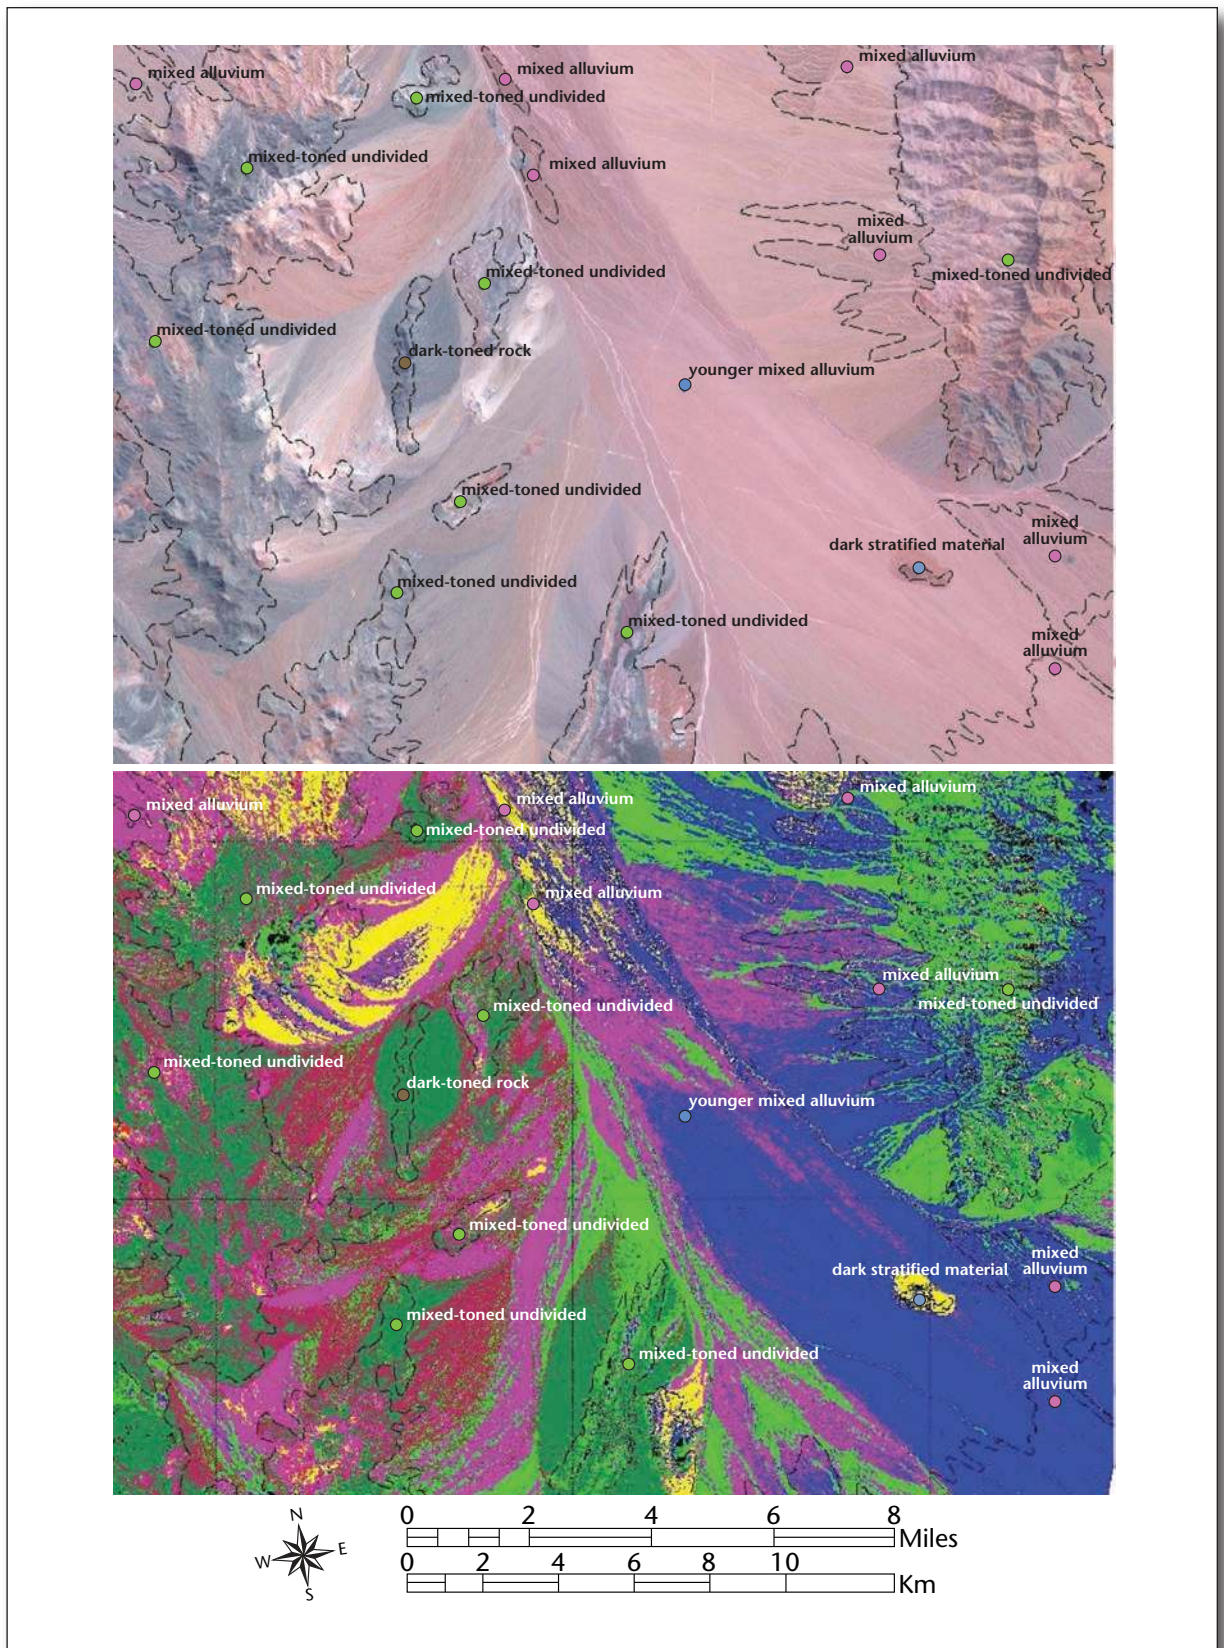 mixed alluvium
mixed alluvium
mixed alluvium
mixed-toned undivided
mixed-toned undivided
mixed alluvium
mixed
alluvium
mixed-toned undivided
mixed-toned undivided
mixed-toned undivided
dark-toned rock
younger mixed alluvium
mixed-toned undivided
mixed
alluvium
dark stratified material
mixed-toned undivided
mixed-toned undivided
mixed
alluvium
mixed alluvium
mixed alluvium
mixed alluvium
mixed-toned undivided
mixed-toned undivided
mixed alluvium
mixed alluvium
mixed-toned undivided
mixed-toned undivided
mixed-toned undivided
dark-toned rock
younger mixed alluvium
mixed-toned undivided
mixed
alluvium
dark stratified material
mixed-toned undivided
mixed-toned undivided
mixed
alluvium
N
W E
S
0 2 4 6 8
Miles
0 2 4 6 8 10
Km